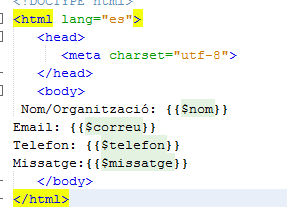 <!DOCTYPE html>
<html lang="es">
<head>
<meta charset="utf-8">
</head>
<body>
Nom/Organització: {{$nom}}
Email: {{$correu}}
Telefon: {{$telefon}}
Missatge:{{$missatge}}
</body>
</html>